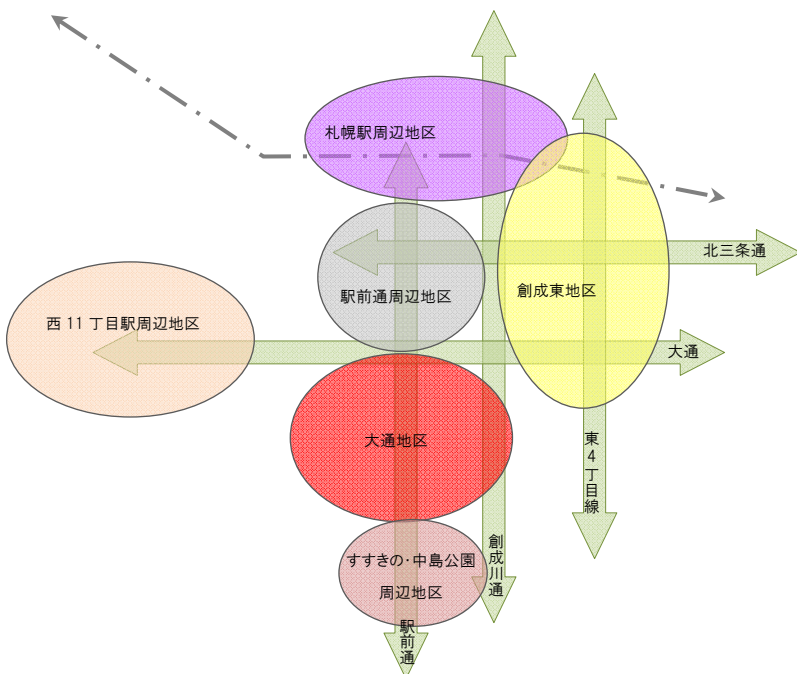 札幌駅周辺地区
北三条通
駅前通周辺地区
創成東地区
西11丁目駅周辺地区
大通
大通地区
東4丁目線
すすきの・中島公園
周辺地区
創成川通
駅前通